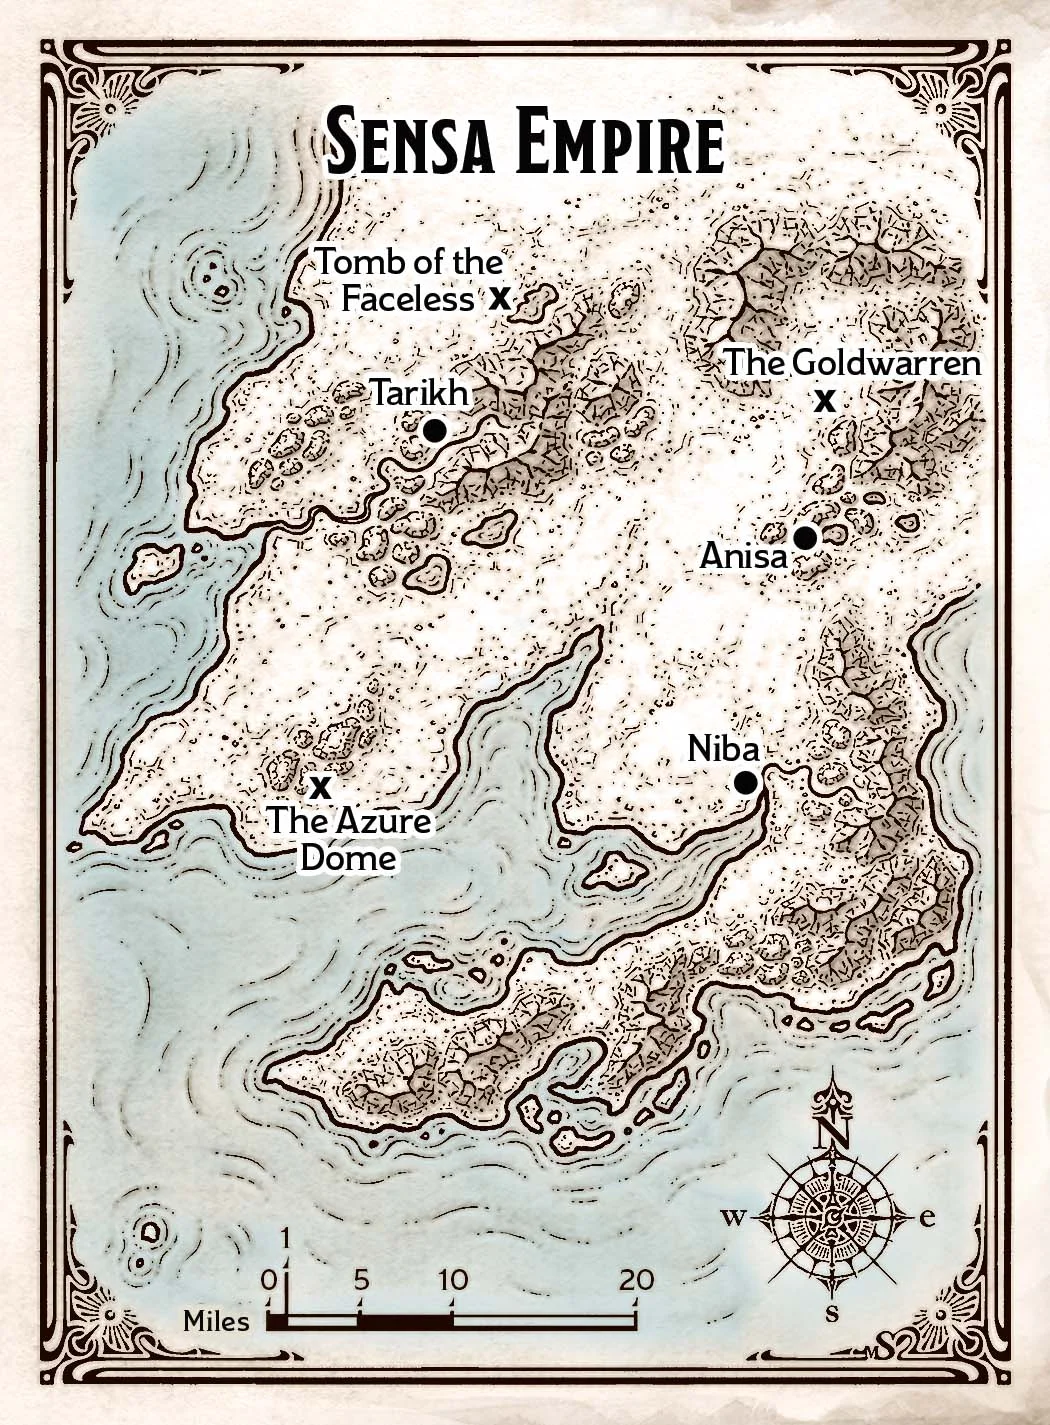 SENSA EMPIRE
Tomb of the
Faceless x
Tarikh
The Goldwarren
x
Anisa
Niba
x
The Azure
Dome
N
W e
S
1
0 5 10 20
Miles
MS